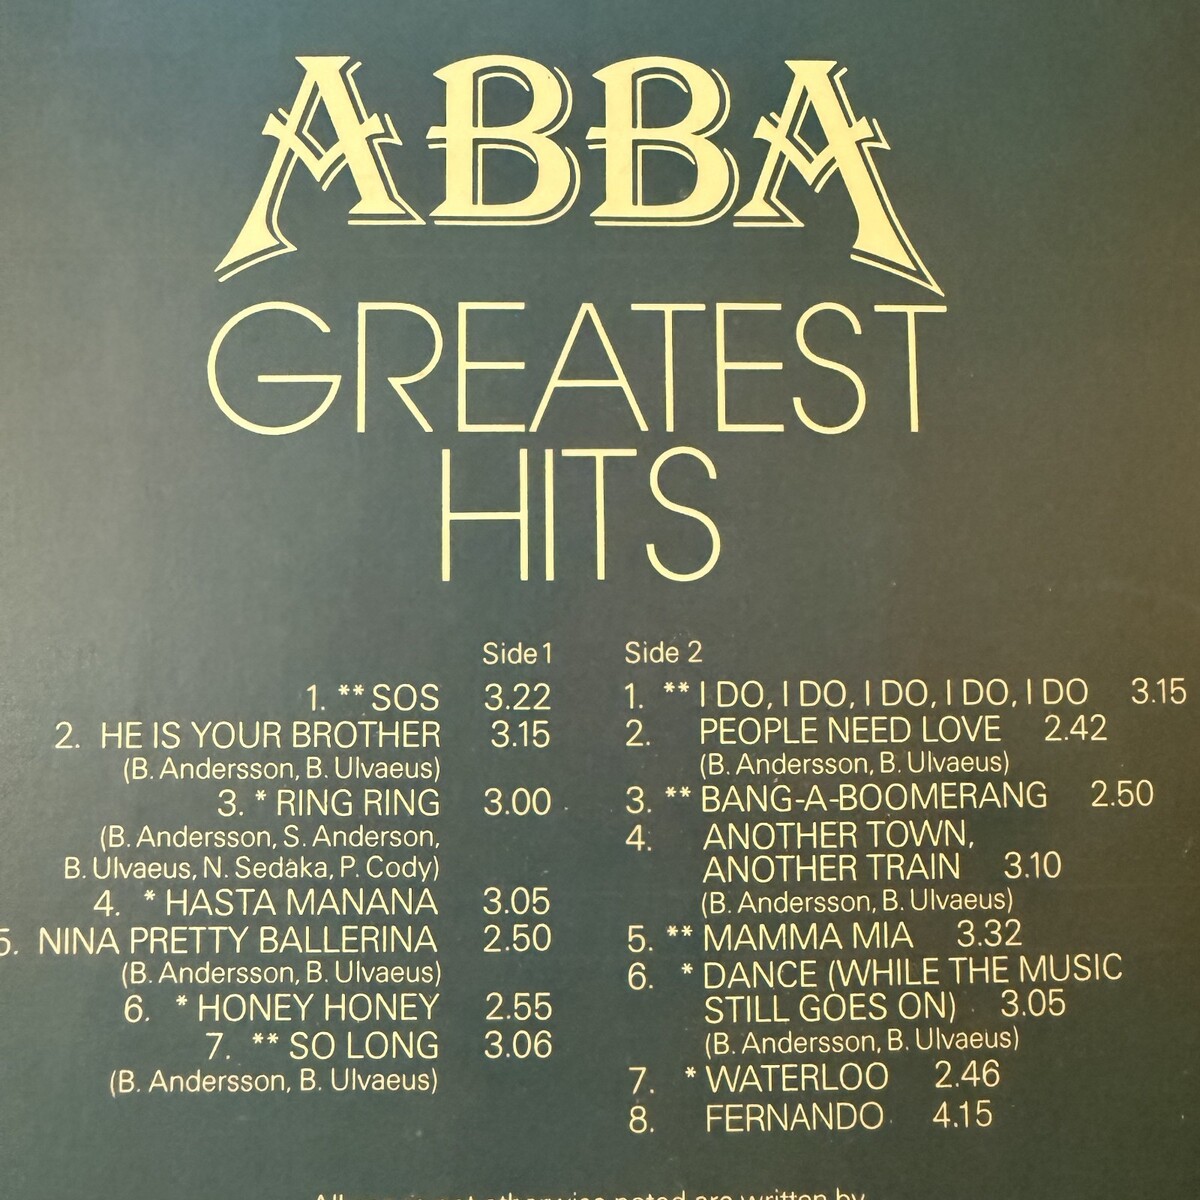 ABBA
GREATEST
HITS
Side 1
1. ** SOS 3.22
2. HE IS YOUR BROTHER 3.15
(B. Andersson, B. Ulvaeus)
3. * RING RING 3.00
(B. Andersson, S. Anderson,
B. Ulvaeus, N. Sedaka, P. Cody)
4. * HASTA MANANA 3.05
5. NINA PRETTY BALLERINA 2.50
(B. Andersson, B. Ulvaeus)
6. * HONEY HONEY 2.55
7. ** SO LONG 3.06
(B. Andersson, B. Ulvaeus)
Side 2
1. ** I DO, I DO, I DO, I DO, I DO 3.15
2. PEOPLE NEED LOVE 2.42
(B. Andersson, B. Ulvaeus)
3. ** BANG-A-BOOMERANG 2.50
4. ANOTHER TOWN,
ANOTHER TRAIN 3.10
(B. Andersson, B. Ulvaeus)
5. ** MAMMA MIA 3.32
6. * DANCE (WHILE THE MUSIC
STILL GOES ON) 3.05
(B. Andersson, B. Ulvaeus)
7. * WATERLOO 2.46
8. FERNANDO 4.15
otherwise noted are written by